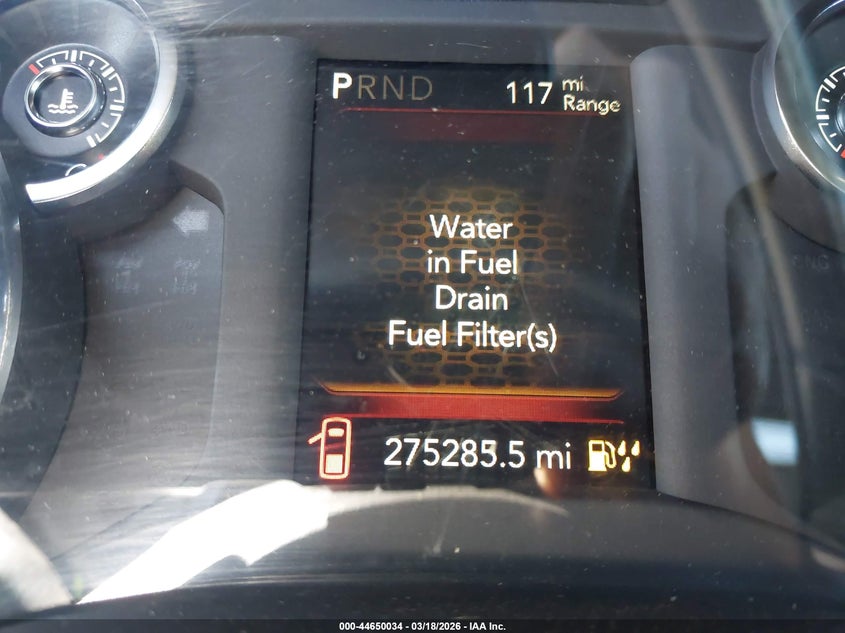 PRND
117 mi
Range
Water
in Fuel
Drain
Fuel Filter(s)
275285.5 mi
000-44650034 - 03/18/2026 - IAA Inc.